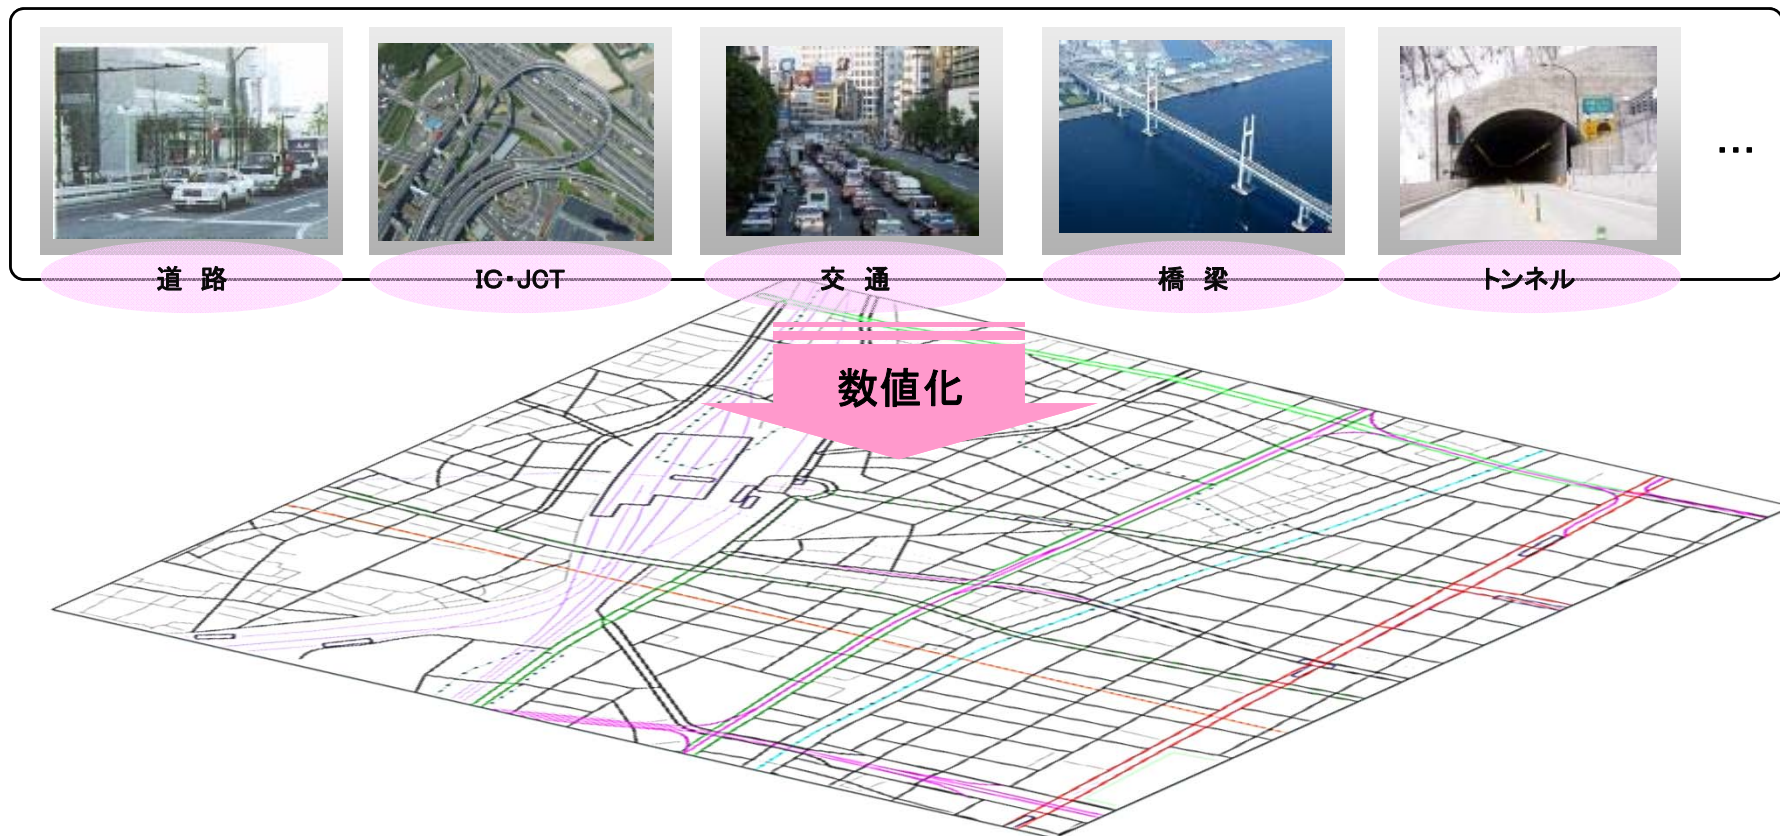 …
道 路
IC・JCT
交 通
橋 梁
トンネル
数値化